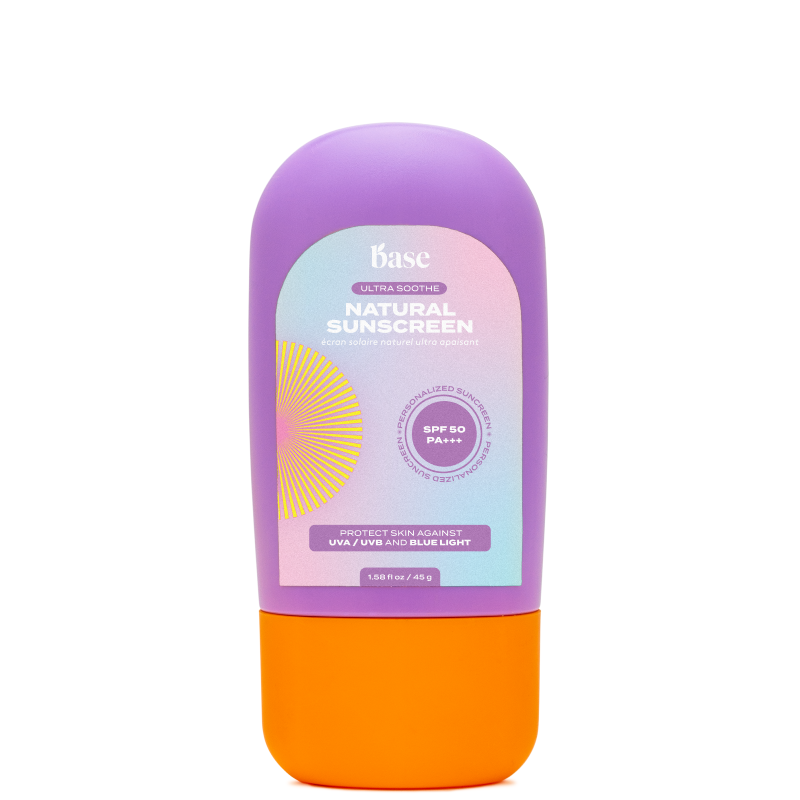 base
ULTRA SOOTHE
NATURAL
SUNSCREEN
écran solaire naturel ultra apaisant
PERSONALIZED SUNCREEN + PERSONALIZED SUNCREEN +
SPF 50
PA+++
PROTECT SKIN AGAINST
UVA / UVB AND BLUE LIGHT
1.58 fl oz / 45 g